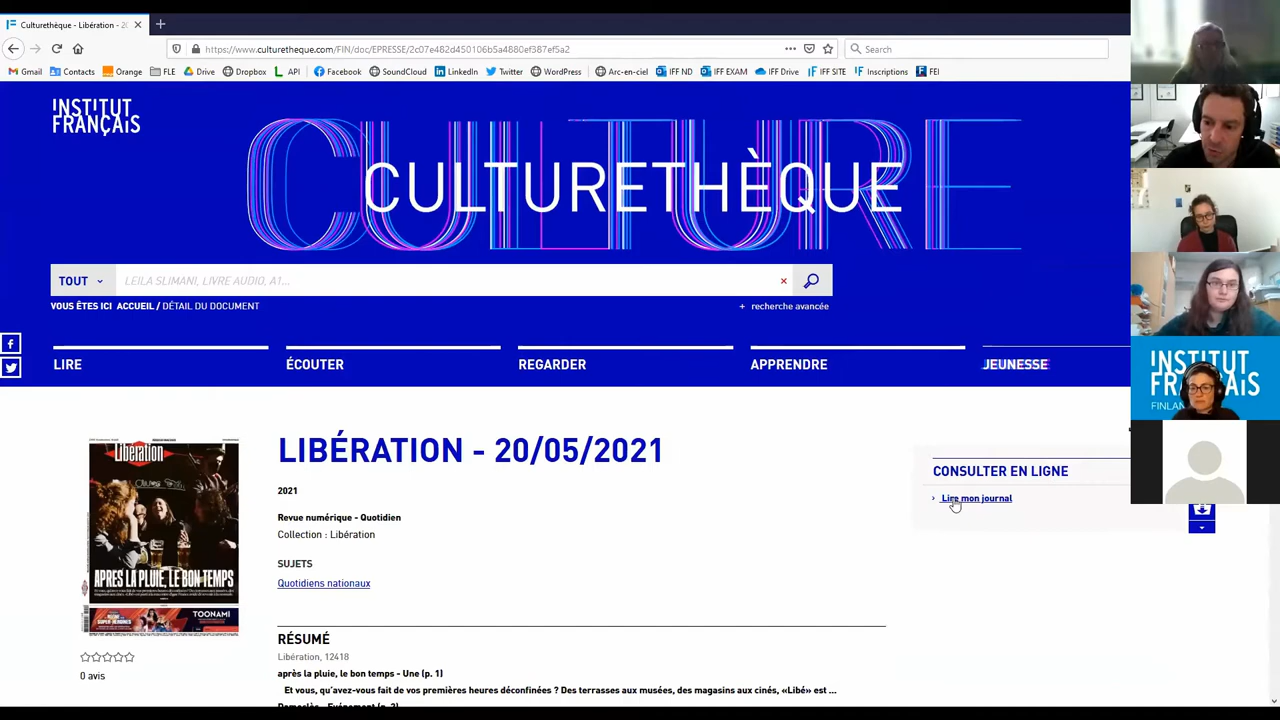 Culturethèque - Libération - 20
https://www.culturetheque.com/FIN/doc/EPRESSE/2c07e482d450106b5a4880ef387ef5a2
Search
Gmail Contacts Orange FLE Drive Dropbox API Facebook SoundCloud LinkedIn Twitter WordPress Arc-en-ciel IFF ND IFF EXAM IFF Drive IFF SITE Inscriptions FEI
INSTITUT
FRANÇAIS
CULTURE
CULTURETHÈQUE
TOUT
LEILA SLIMANI, LIVRE AUDIO, A1...
VOUS ÊTES ICI ACCUEIL / DÉTAIL DU DOCUMENT
+ recherche avancée
LIRE
ÉCOUTER
REGARDER
APPRENDRE
JEUNESSE
INSTITUT
FRANÇAIS
FINLAN
Libération
APRÈS LA PLUIE, LE BON TEMPS
TOONAMI
0 avis
LIBÉRATION - 20/05/2021
2021
Revue numérique - Quotidien
Collection : Libération
SUJETS
Quotidiens nationaux
RÉSUMÉ
Libération, 12418
après la pluie, le bon temps - Une (p. 1)
Et vous, qu'avez-vous fait de vos premières heures déconfinées ? Des terrasses aux musées, des magasins aux cinés, «Libé» est ...
CONSULTER EN LIGNE
Lire mon journal